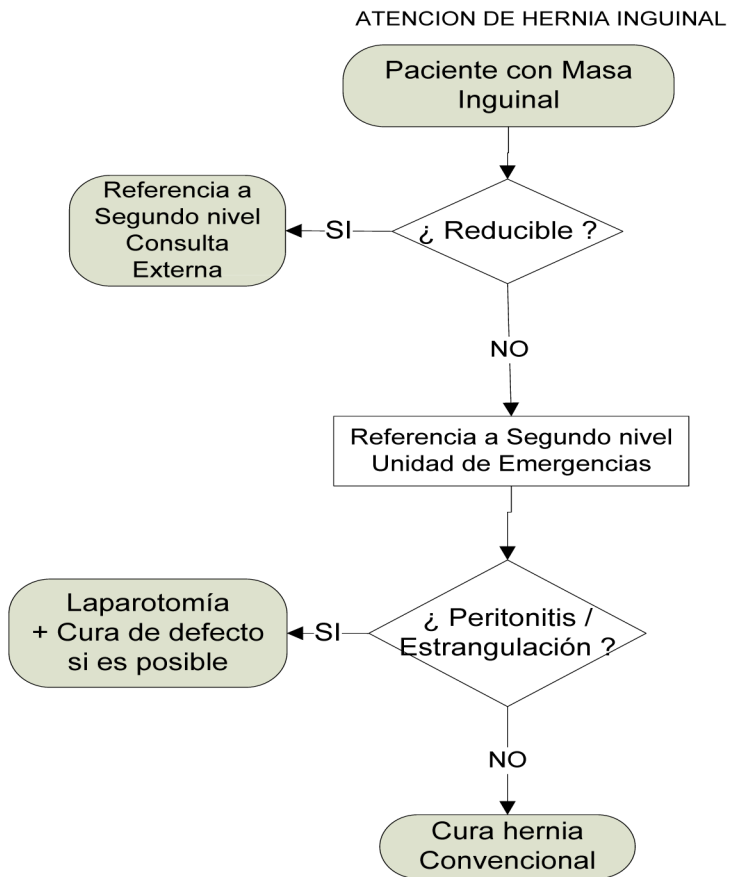 ATENCION DE HERNIA INGUINAL
Paciente con Masa
Inguinal
¿ Reducible ?
SI
Referencia a
Segundo nivel
Consulta
Externa
NO
Referencia a Segundo nivel
Unidad de Emergencias
¿ Peritonitis /
Estrangulación ?
SI
Laparotomía
+ Cura de defecto
si es posible
NO
Cura hernia
Convencional